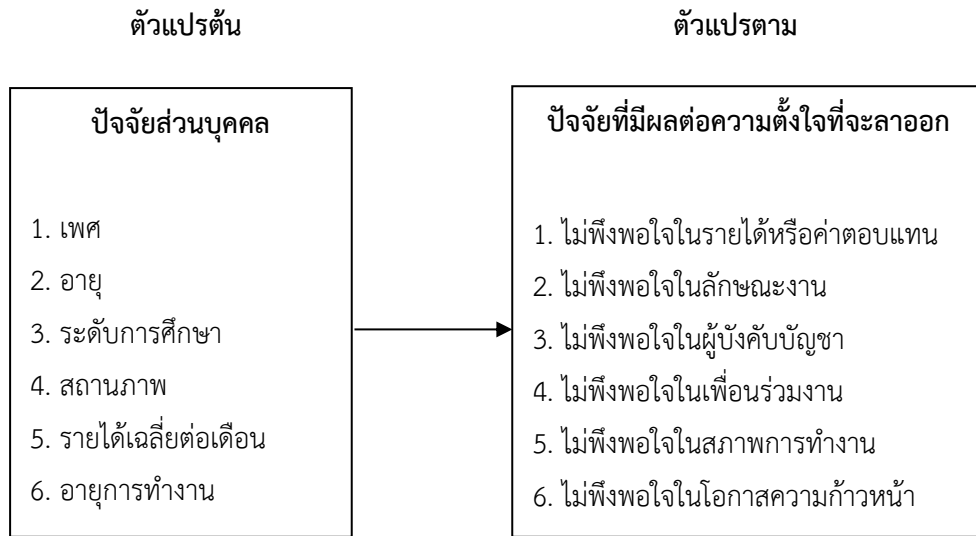 ตัวแปรต้น
ตัวแปรตาม
ปัจจัยส่วนบุคคล
1. เพศ
2. อายุ
3. ระดับการศึกษา
4. สถานภาพ
5. รายได้เฉลี่ยต่อเดือน
6. อายุการทำงาน
ปัจจัยที่มีผลต่อความตั้งใจที่จะลาออก
1. ไม่พึงพอใจในรายได้หรือค่าตอบแทน
2. ไม่พึงพอใจในลักษณะงาน
3. ไม่พึงพอใจในผู้บังคับบัญชา
4. ไม่พึงพอใจในเพื่อนร่วมงาน
5. ไม่พึงพอใจในสภาพการทำงาน
6. ไม่พึงพอใจในโอกาสความก้าวหน้า